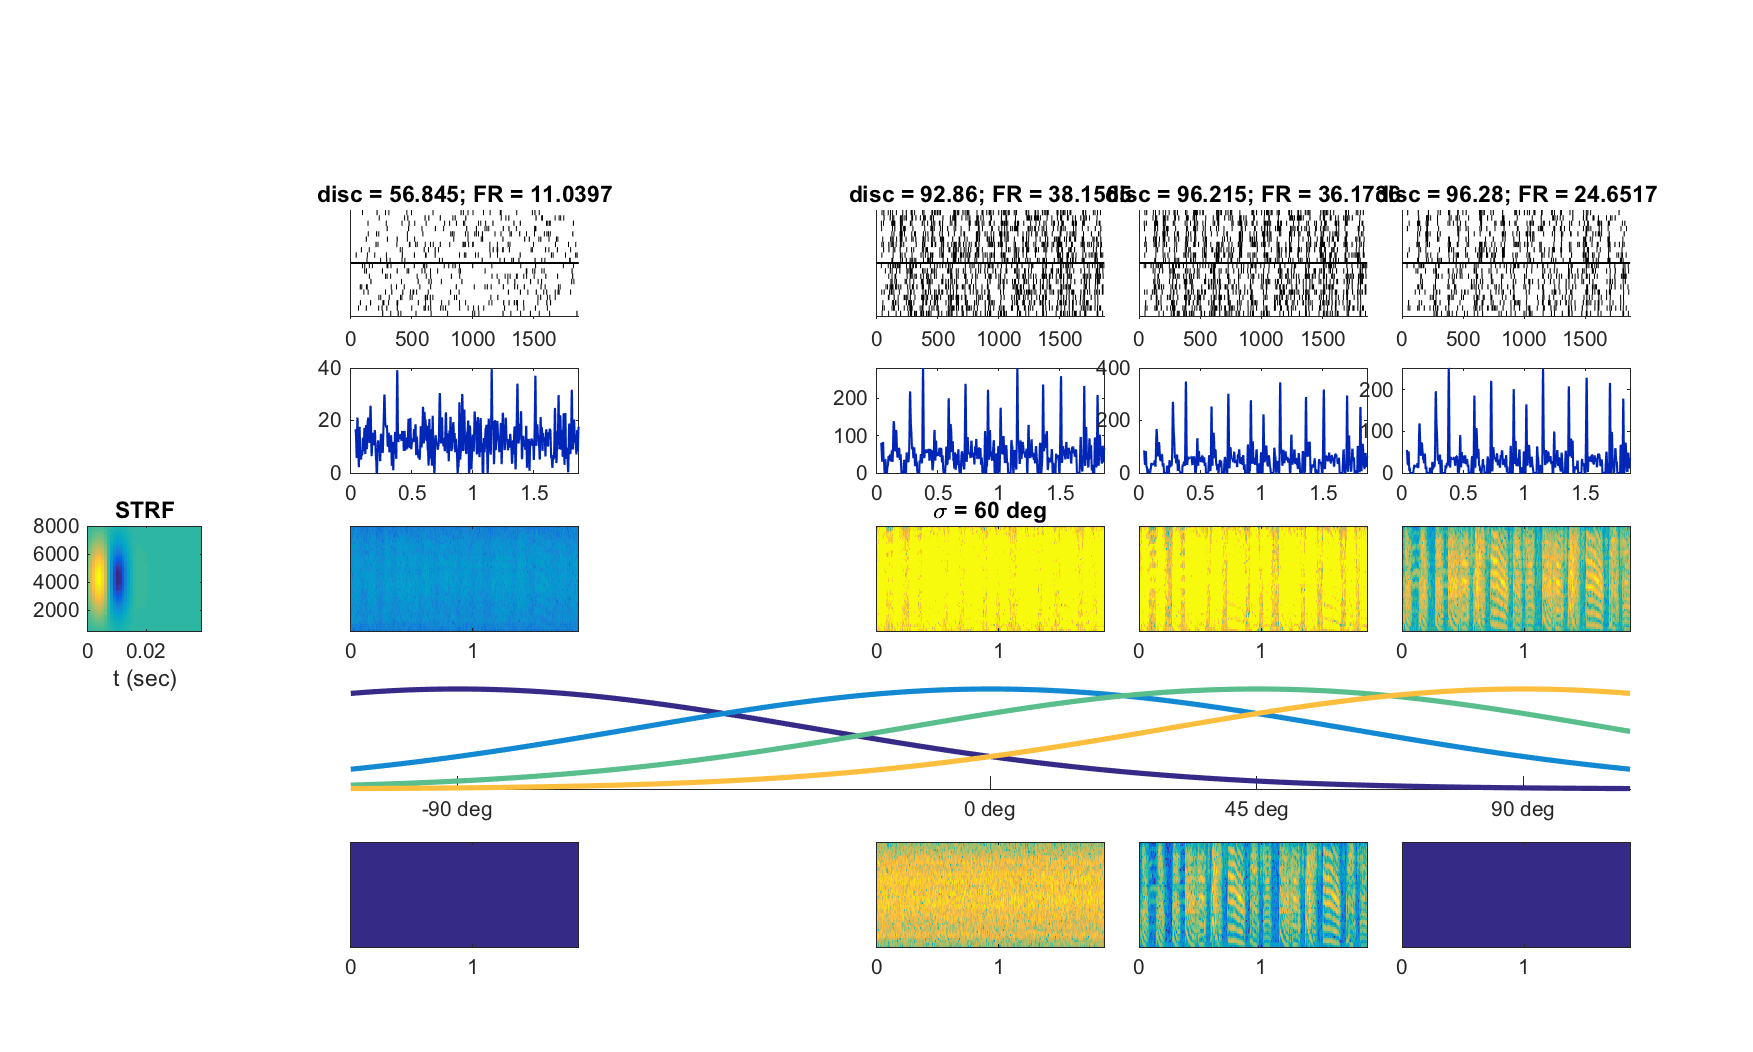 disc = 56.845; FR = 11.0397
disc = 92.86; FR = 38.1565
disc = 96.215; FR = 36.1736
disc = 96.28; FR = 24.6517
0 500 1000 1500
0 500 1000 1500
0 500 1000 1500
0 500 1000 1500
40
20
0
0 0.5 1 1.5
200
100
0
0 0.5 1 1.5
400
200
0
0 0.5 1 1.5
200
100
0
0 0.5 1 1.5
STRF
8000
6000
4000
2000
0 0.02
t (sec)
0 1
σ = 60 deg
0 1
0 1
0 1
-90 deg 0 deg 45 deg 90 deg
0 1
0 1
0 1
0 1